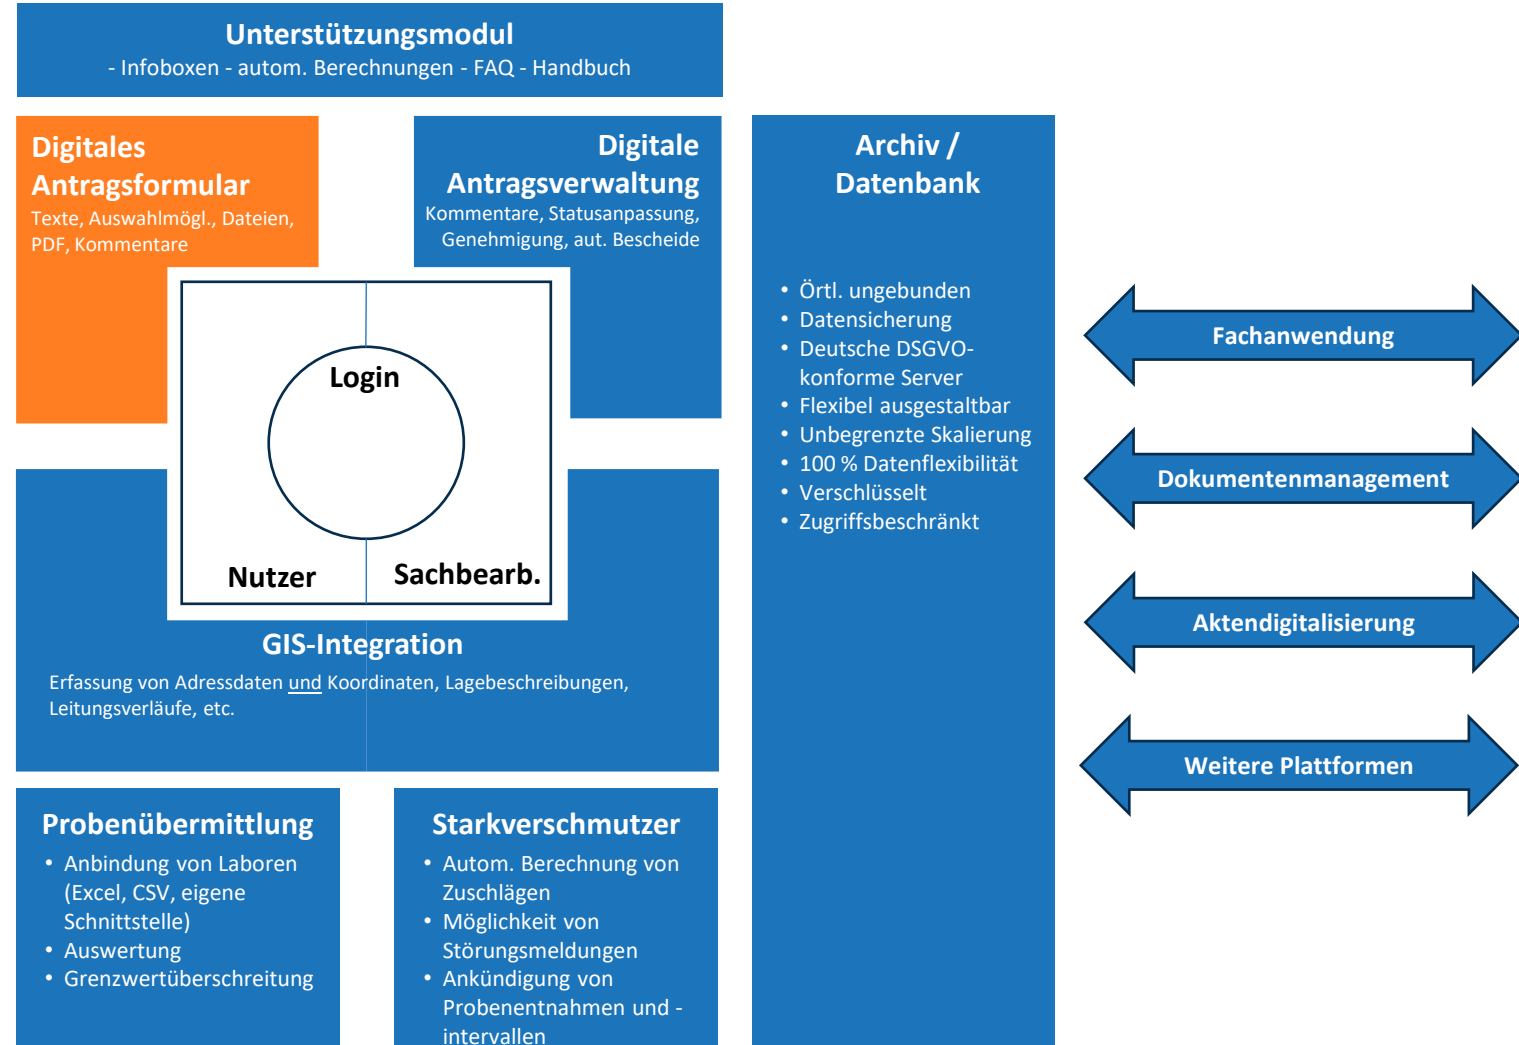 Unterstützungsmodul
- Infoboxen - autom. Berechnungen - FAQ - Handbuch
Digitales
Antragsformular
Texte, Auswahlmögl., Dateien,
PDF, Kommentare
Digitale
Antragsverwaltung
Kommentare, Statusanpassung,
Genehmigung, aut. Bescheide
Login
Nutzer
Sachbearb.
GIS-Integration
Erfassung von Adressdaten und Koordinaten, Lagebeschreibungen,
Leitungsverläufe, etc.
Probenübermittlung
• Anbindung von Laboren
(Excel, CSV, eigene
Schnittstelle)
• Auswertung
• Grenzwertüberschreitung
Starkverschmutzer
• Autom. Berechnung von
Zuschlägen
• Möglichkeit von
Störungsmeldungen
• Ankündigung von
Probenentnahmen und -
intervallen
Archiv /
Datenbank
• Örtl. ungebunden
• Datensicherung
• Deutsche DSGVO-
konforme Server
• Flexibel ausgestaltbar
• Unbegrenzte Skalierung
• 100 % Datenflexibilität
• Verschlüsselt
• Zugriffsbeschränkt
Fachanwendung
Dokumentenmanagement
Aktendigitalisierung
Weitere Plattformen